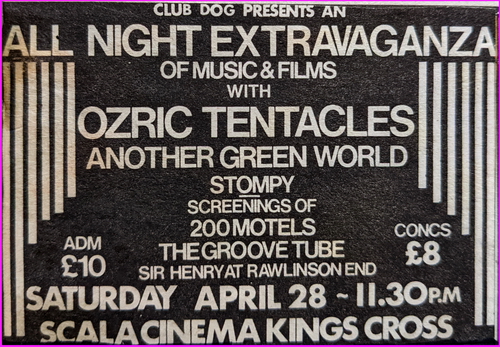 CLUB DOG PRESENTS AN
ALL NIGHT EXTRAVAGANZA
OF MUSIC & FILMS
WITH
OZRIC TENTACLES
ANOTHER GREEN WORLD
STOMPY
SCREENINGS OF
200 MOTELS
THE GROOVE TUBE
SIR HENRY AT RAWLINSON END
ADM
£10
CONCS
£8
SATURDAY APRIL 28 ~ 11.30 P.M
SCALA CINEMA KINGS CROSS